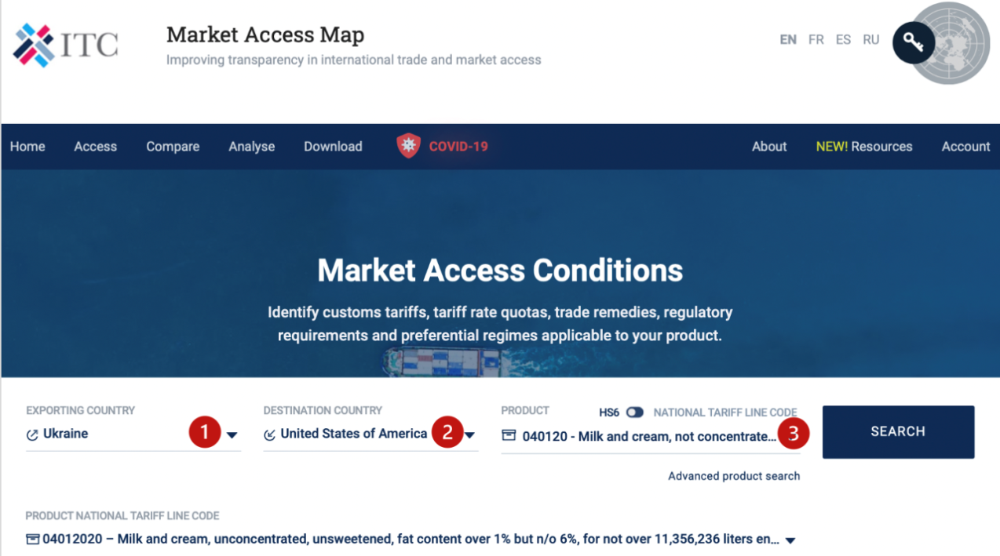 ITC
Market Access Map
Improving transparency in international trade and market access
EN FR ES RU
Home Access Compare Analyse Download COVID-19 About NEW! Resources Account
Market Access Conditions
Identify customs tariffs, tariff rate quotas, trade remedies, regulatory
requirements and preferential regimes applicable to your product.
EXPORTING COUNTRY
Ukraine 1
DESTINATION COUNTRY
United States of America 2
PRODUCT HS6 NATIONAL TARIFF LINE CODE
040120 - Milk and cream, not concentrate... 3
SEARCH
Advanced product search
PRODUCT NATIONAL TARIFF LINE CODE
04012020 – Milk and cream, unconcentrated, unsweetened, fat content over 1% but n/o 6%, for not over 11,356,236 liters en...